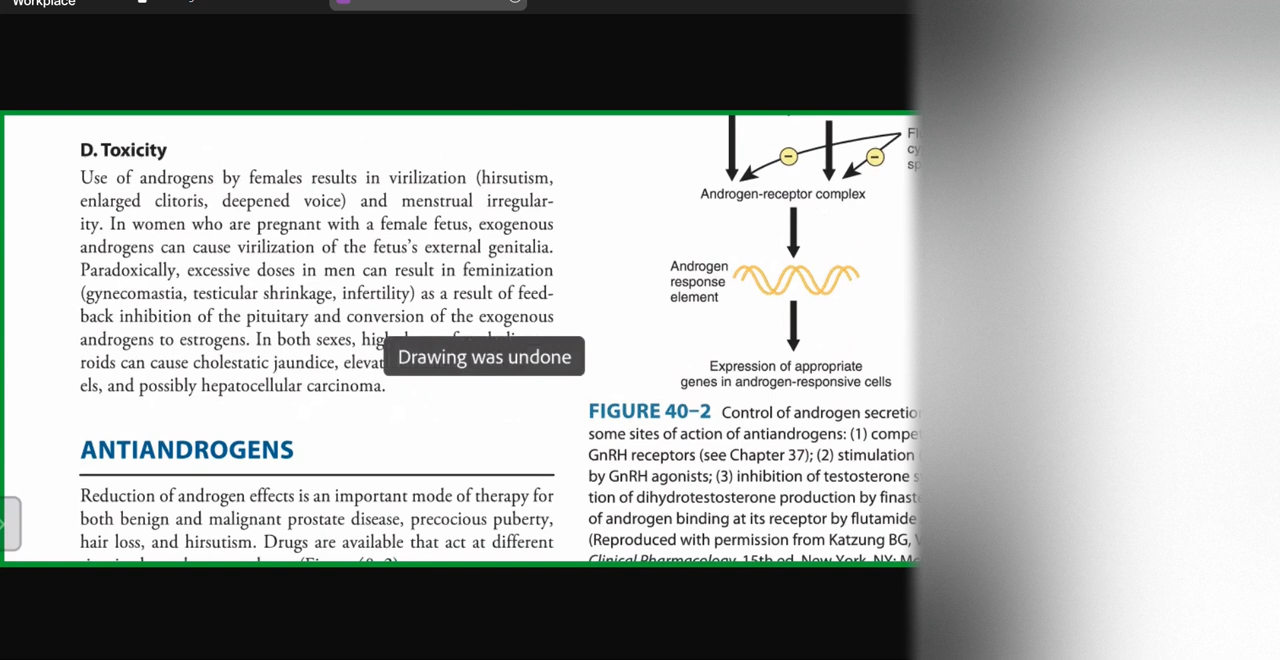 Workplace
D. Toxicity
Use of androgens by females results in virilization (hirsutism,
enlarged clitoris, deepened voice) and menstrual irregular-
ity. In women who are pregnant with a female fetus, exogenous
androgens can cause virilization of the fetus's external genitalia.
Paradoxically, excessive doses in men can result in feminization
(gynecomastia, testicular shrinkage, infertility) as a result of feed-
back inhibition of the pituitary and conversion of the exogenous
androgens to estrogens. In both sexes,
roids can cause cholestatic jaundice,
els, and possibly hepatocellular carcinoma.
Drawing was undone
ANTIANDROGENS
Reduction of androgen effects is an important mode of therapy for
both benign and malignant prostate disease, precocious puberty,
hair loss, and hirsutism. Drugs are available that act at different
Androgen-receptor complex
Androgen
response
element
Expression of appropriate
genes in androgen-responsive cells
FIGURE 40–2 Control of androgen
some sites of action of antiandrogens: (1)
GnRH receptors (see Chapter 37); (2) stimulation
by GnRH agonists; (3) inhibition of testosterone
tion of dihydrotestosterone production by
of androgen binding at its receptor by flutamide
(Reproduced with permission from Katzung BG,
Clinical Pharmacology, 15th ed. New York, NY: